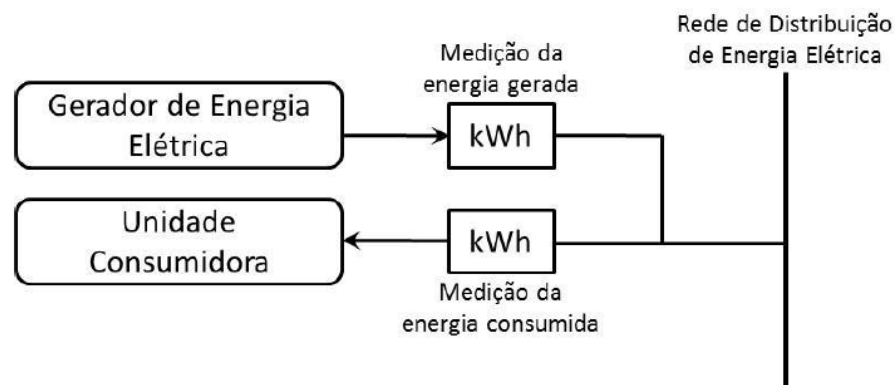 Rede de Distribuição
de Energia Elétrica
Medição da
energia gerada
Gerador de Energia
Elétrica
kWh
Unidade
Consumidora
kWh
Medição da
energia consumida